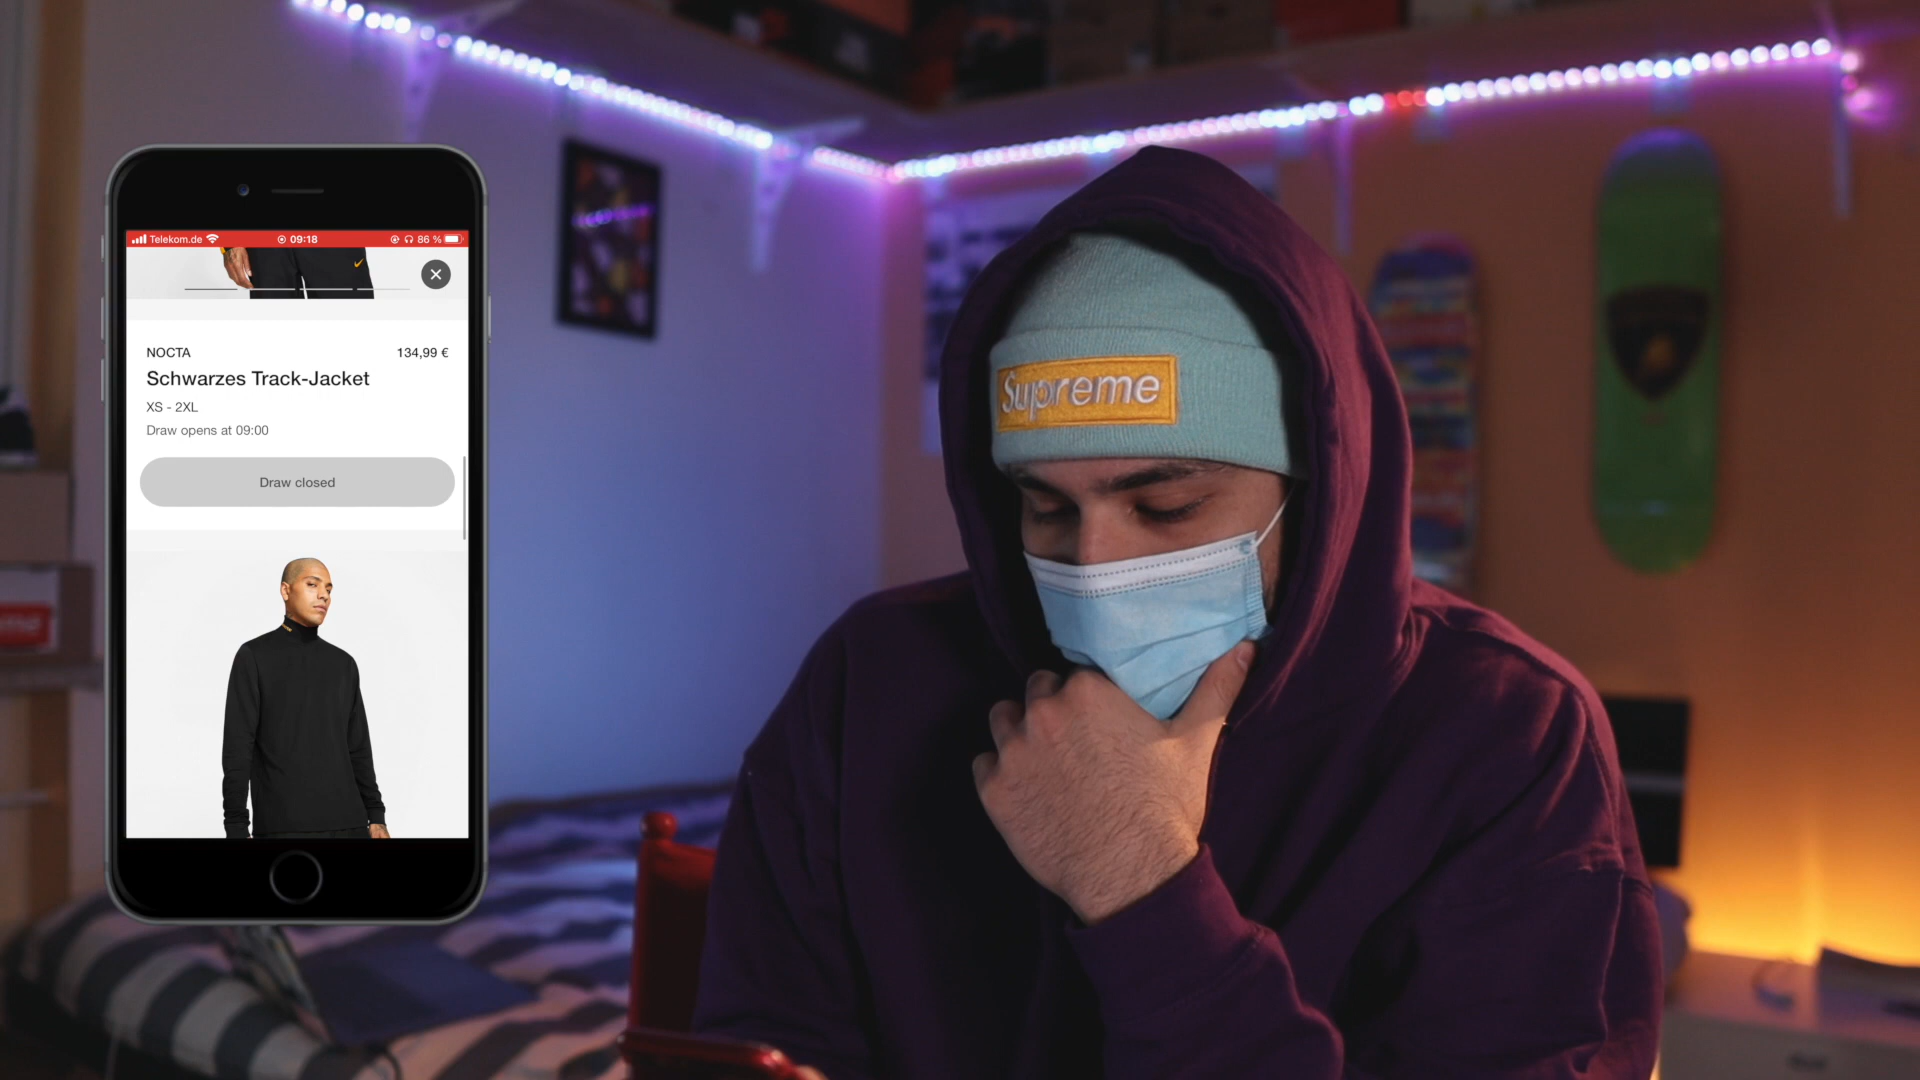 Telekom.de 09:18 86 %
NOCTA 134,99 €
Schwarzes Track-Jacket
XS - 2XL
Draw opens at 09:00
Draw closed
Supreme